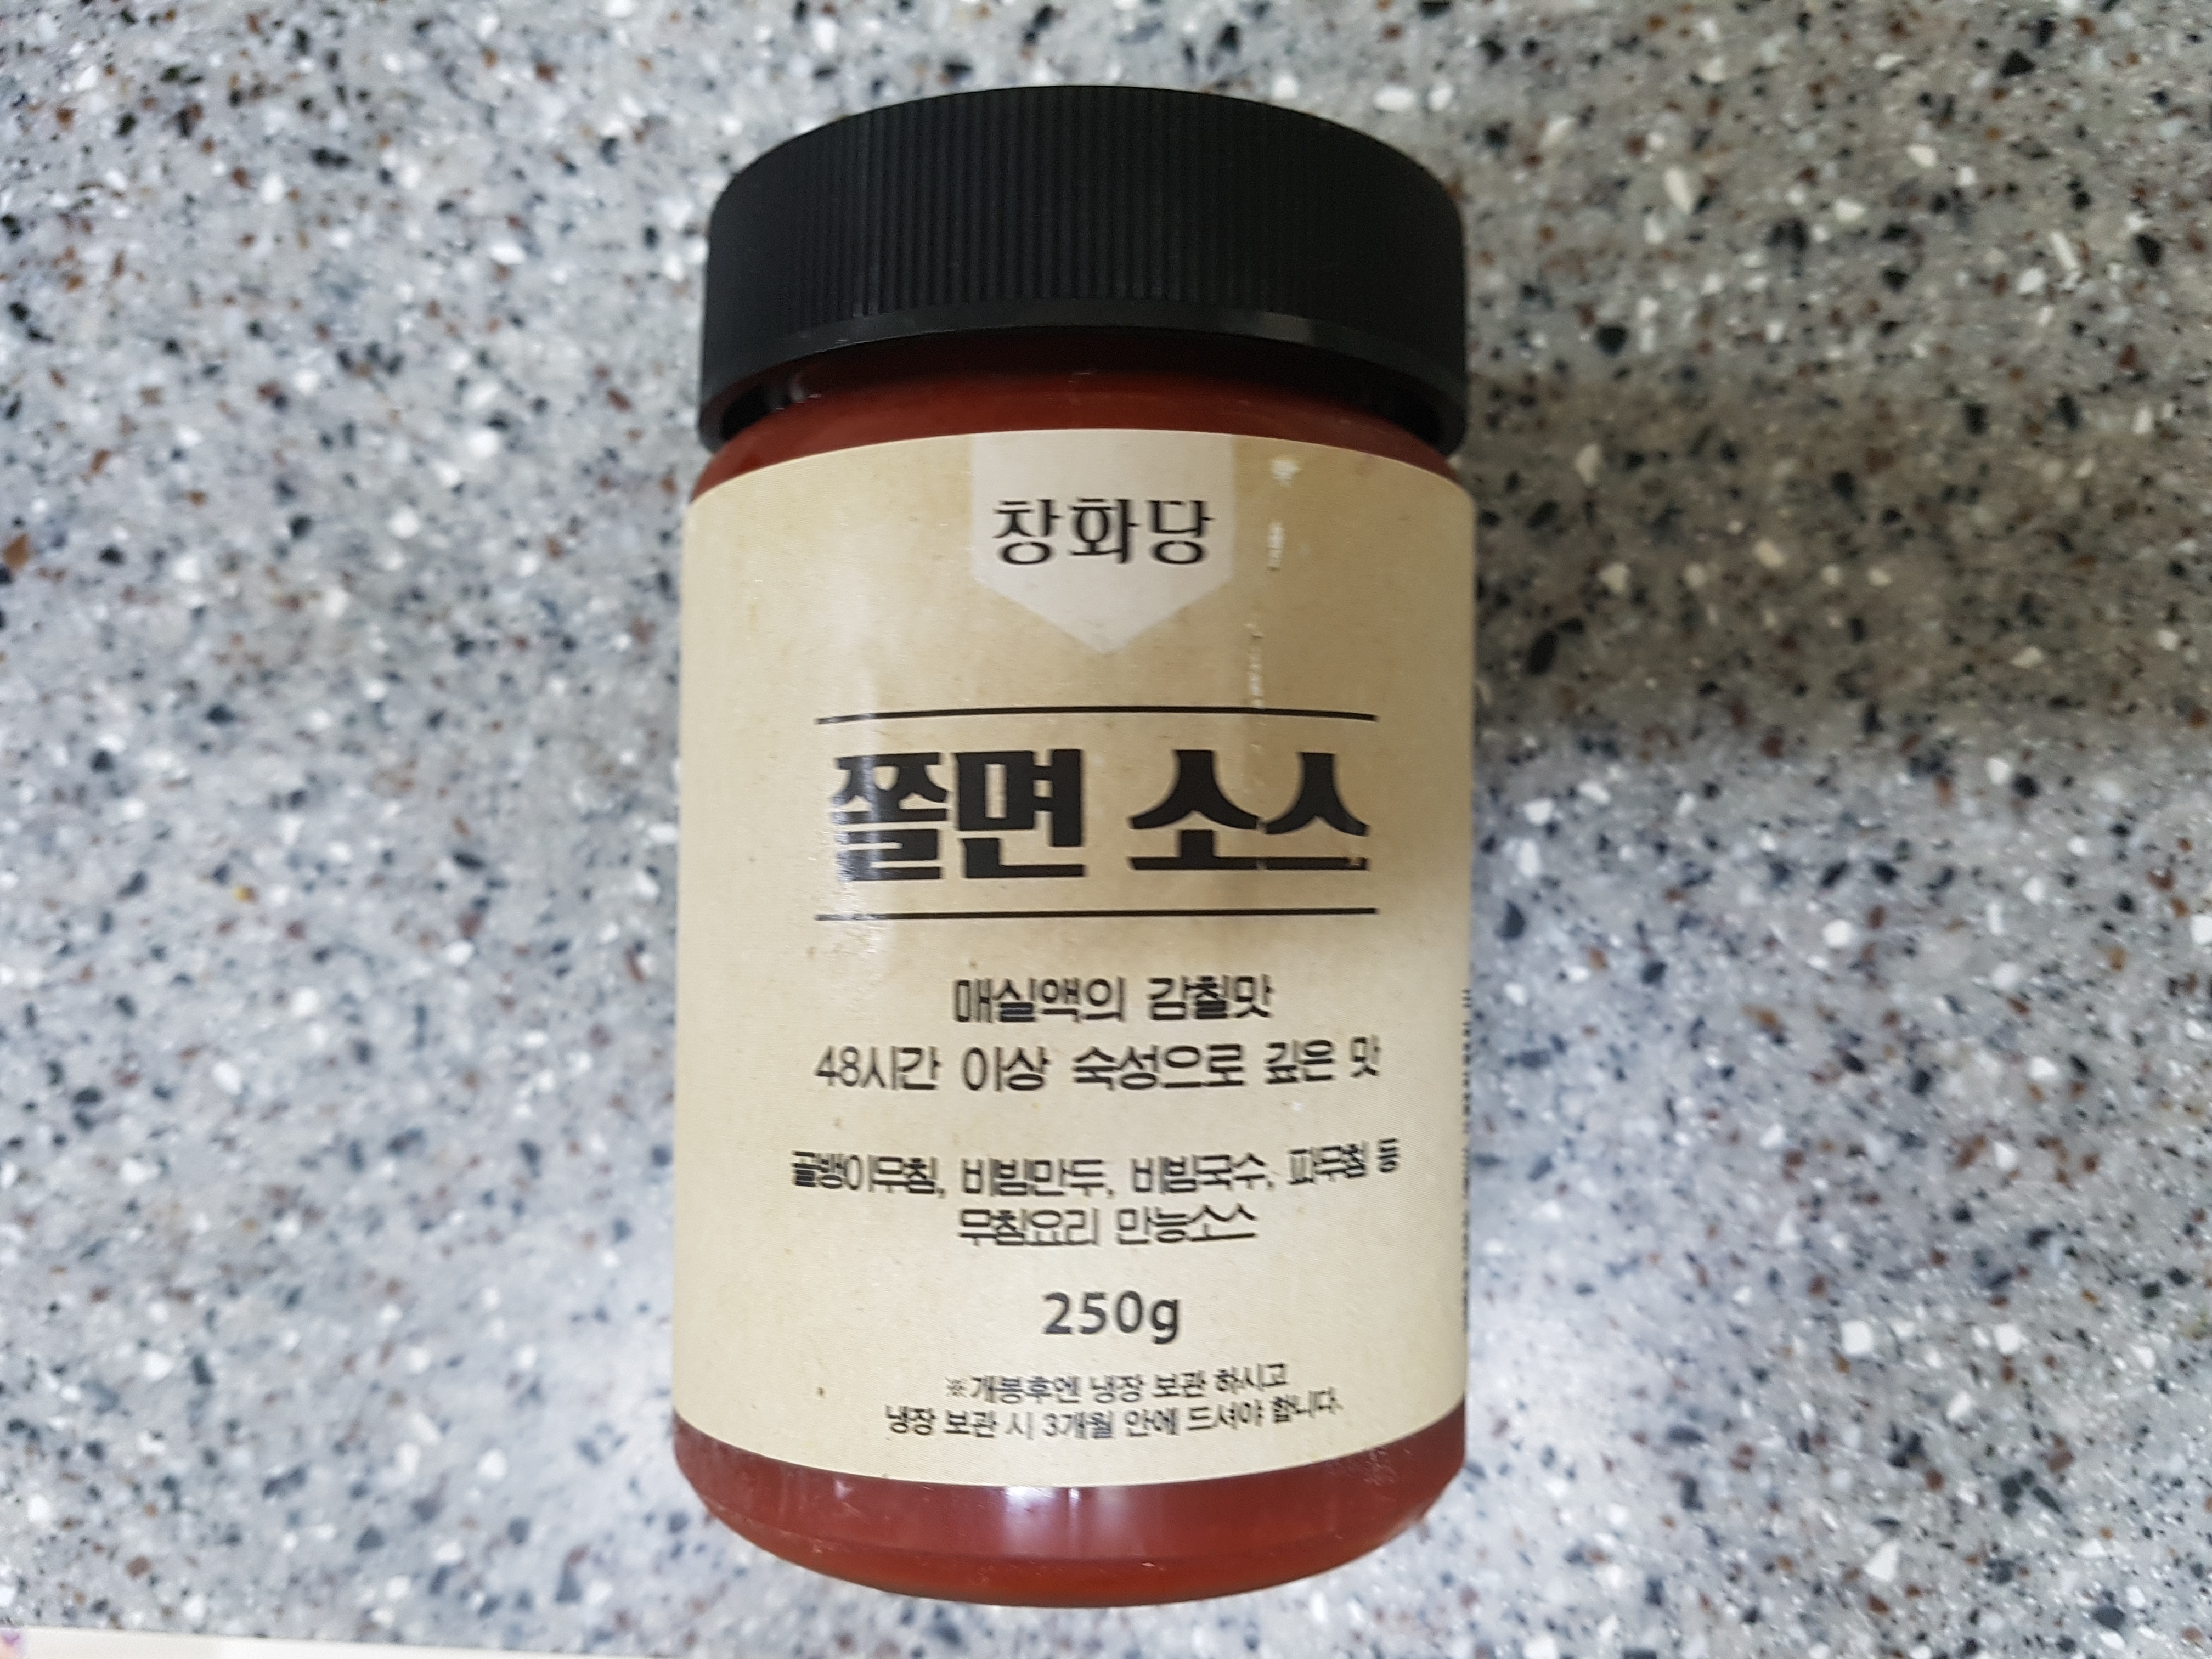 창화당
쫄면 소스
매실액의 감칠맛
48시간 이상 숙성으로 깊은 맛
골뱅이무침, 비빔만두, 비빔국수, 파무침 등
무침요리 만능소스
250g
※개봉후엔 냉장 보관 하시고
냉장 보관 시 3개월 안에 드셔야 합니다.